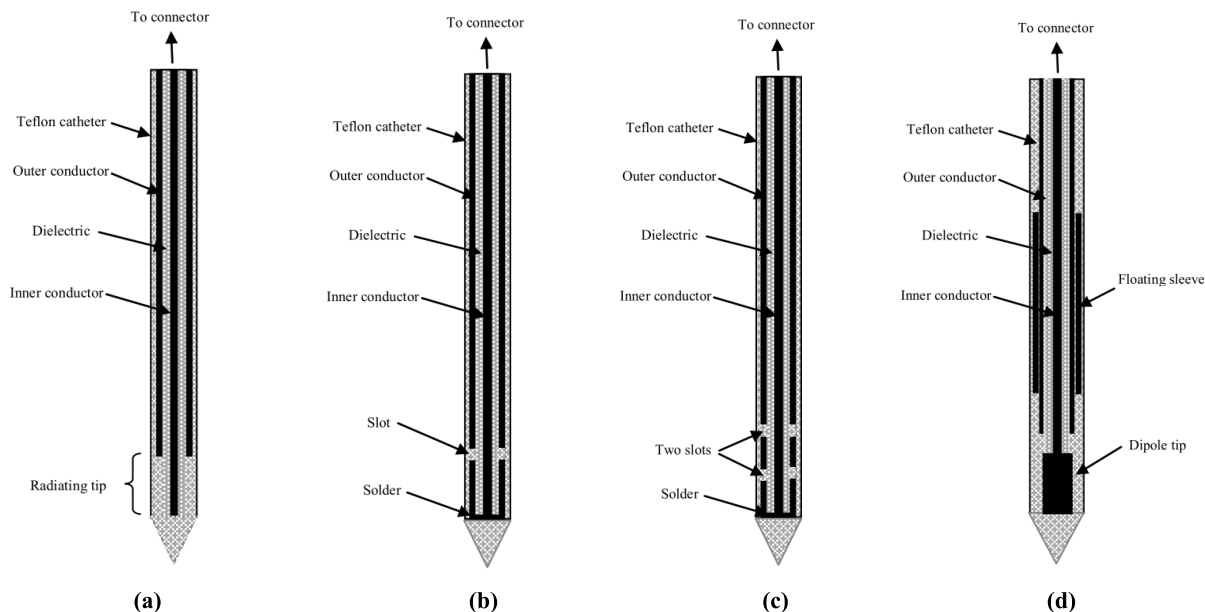 To connector
Teflon catheter
Outer conductor
Dielectric
Inner conductor
Radiating tip
(a)
To connector
Teflon catheter
Outer conductor
Dielectric
Inner conductor
Slot
Solder
(b)
To connector
Teflon catheter
Outer conductor
Dielectric
Inner conductor
Two slots
Solder
(c)
To connector
Teflon catheter
Outer conductor
Dielectric
Inner conductor
Floating sleeve
Dipole tip
(d)